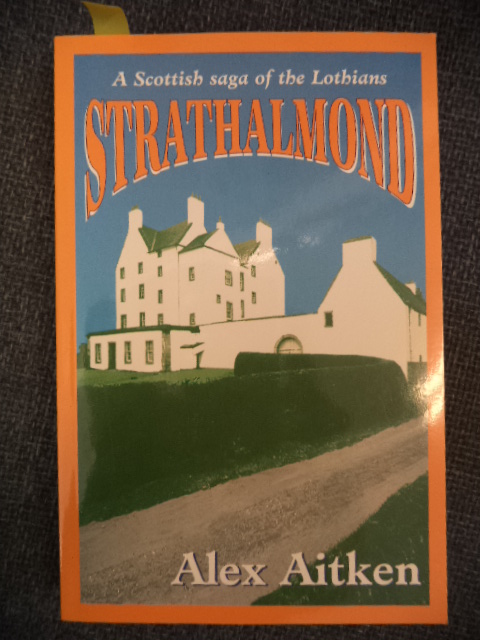 A Scottish saga of the Lothians
STRATHALMOND
Alex Aitken